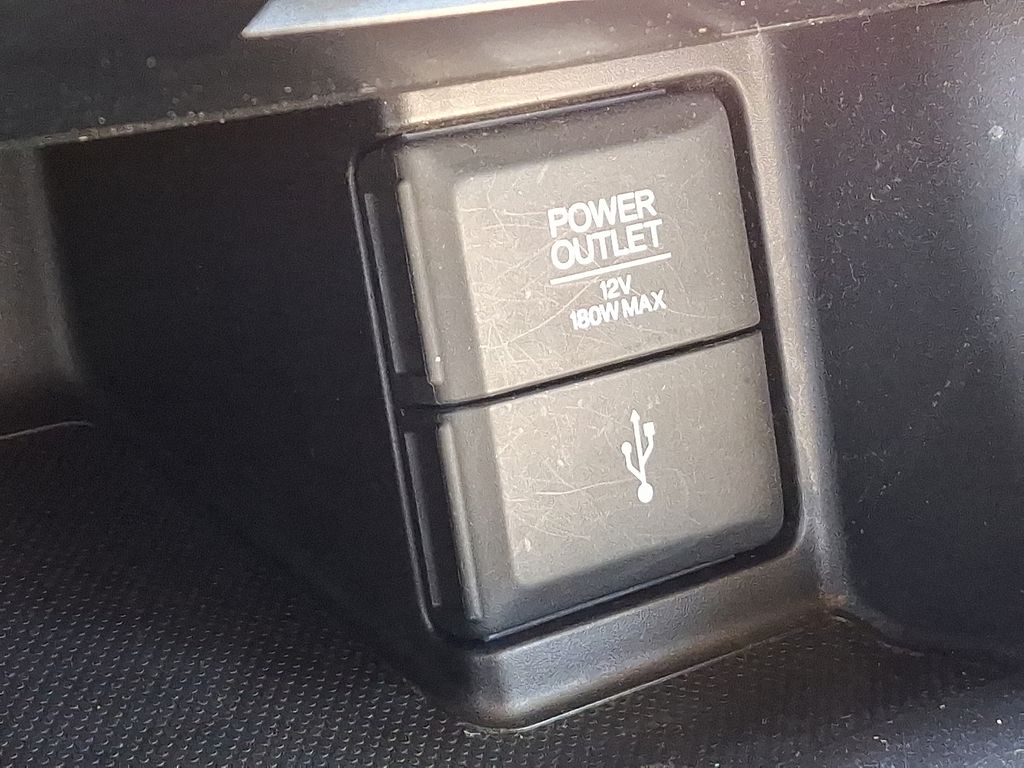 POWER
OUTLET
12V
180W MAX